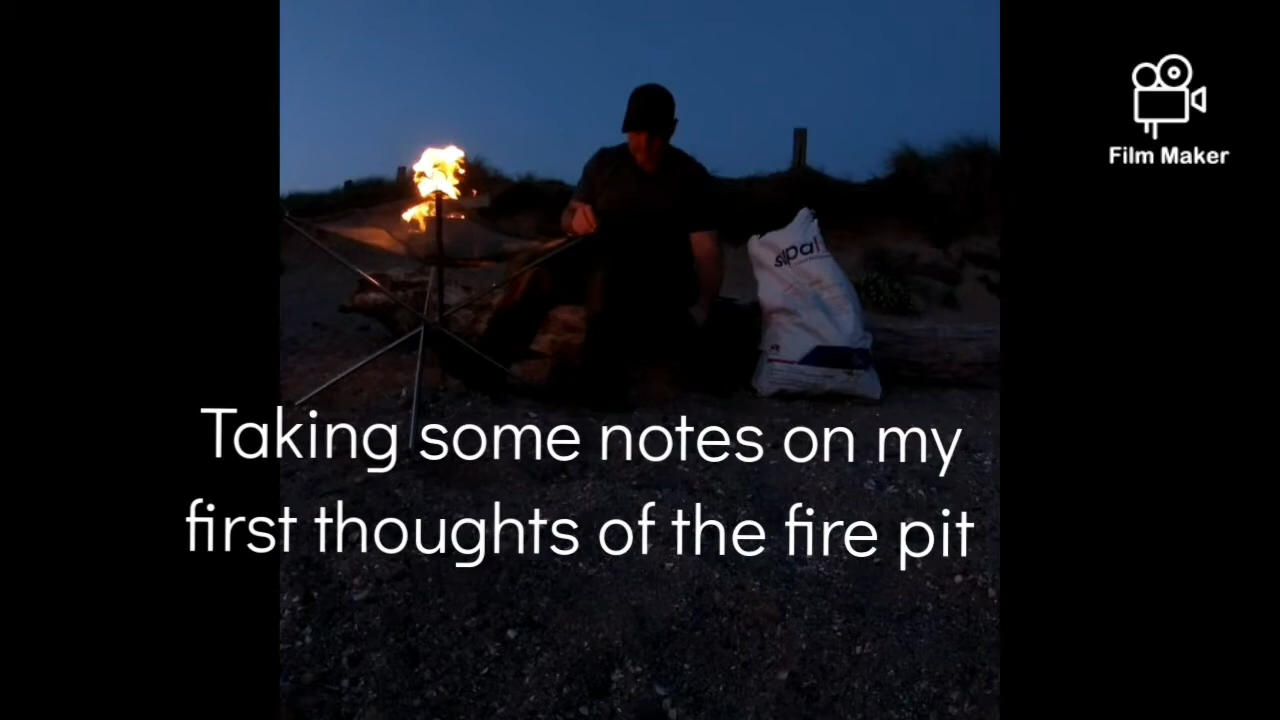 Film Maker
Taking some notes on my
first thoughts of the fire pit